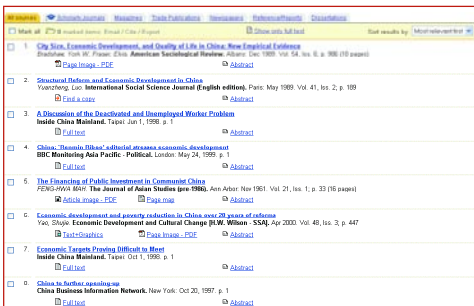 All sources Scholarly Journals Magazines Trade Publications Newspapers Reference/Reports Dissertations
Mark all 0 marked items: Email / Cite / Export Show only full text Sort results by: Most relevant first
1. City Size, Economic Development, and Quality of Life in China: New Empirical Evidence
Bradshaw, York W, Fraser, Elvis. American Sociological Review. Albany: Dec 1989. Vol. 54, Iss. 6; p. 986 (18 pages)
Page Image - PDF Abstract
2. Structural Reform and Economic Development in China
Yuanzheng, Luo. International Social Science Journal (English edition). Paris: May 1989. Vol. 41, Iss. 2; p. 189
Find a copy Abstract
3. A Discussion of the Deactivated and Unemployed Worker Problem
Inside China Mainland. Taipei: Jun 1, 1998. p. 1
Full text Abstract
4. China: 'Renmin Ribao' editorial stresses economic development
BBC Monitoring Asia Pacific - Political. London: May 24, 1999. p. 1
Full text Abstract
5. The Financing of Public Investment in Communist China
FENG-HWA MAH. The Journal of Asian Studies (pre-1986). Ann Arbor: Nov 1961. Vol. 21, Iss. 1; p. 33 (16 pages)
Article image - PDF Page map Abstract
6. Economic development and poverty reduction in China over 20 years of reforms
Yao, Shujie. Economic Development and Cultural Change [H.W. Wilson - SSA]. Apr 2000. Vol. 48, Iss. 3; p. 447
Text+Graphics Page Image - PDF Abstract
7. Economic Targets Proving Difficult to Meet
Inside China Mainland. Taipei: Oct 1, 1998. p. 1
Full text Abstract
8. China to further opening-up
China Business Information Network. New York: Oct 20, 1997. p. 1
Full text Abstract